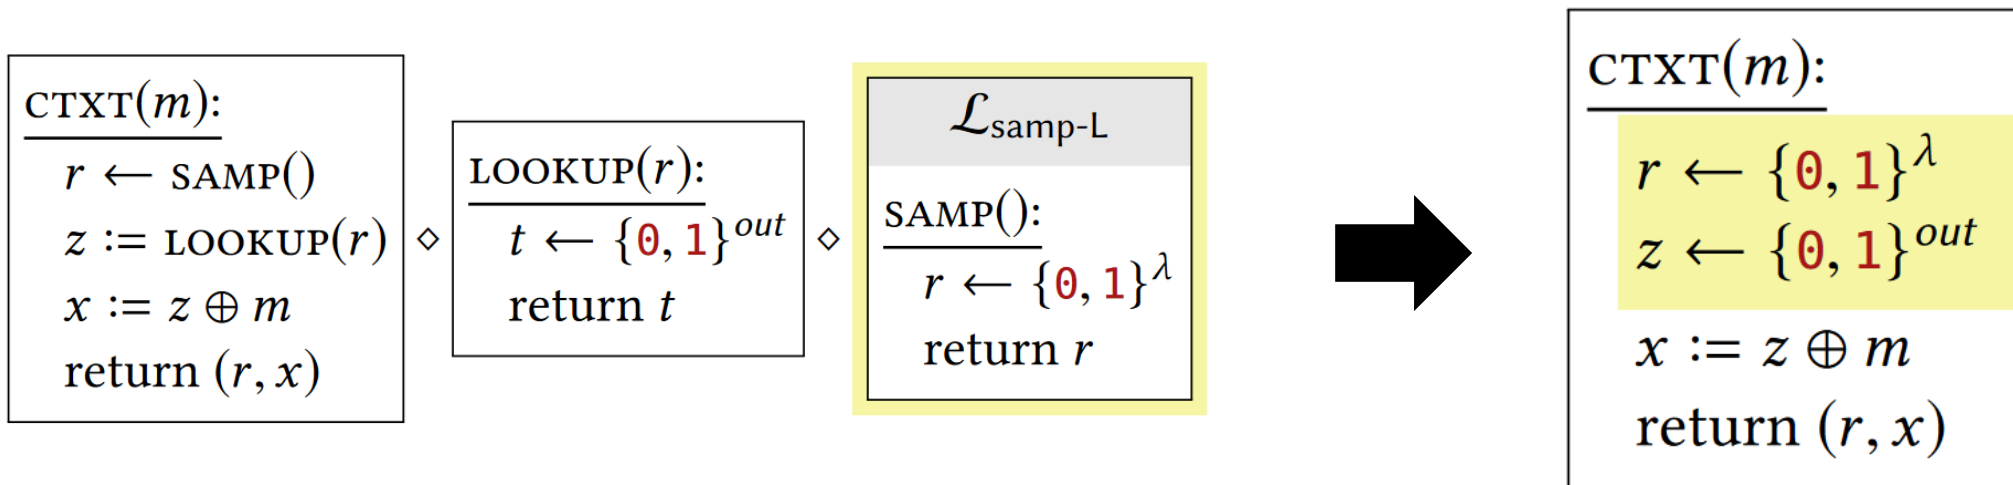 CTXT(m):
r ← SAMP()
z := LOOKUP(r)
x := z ⊕ m
return (r, x)
⋄
LOOKUP(r):
t ← {0, 1}^out
return t
⋄
ℒsamp-L
SAMP():
r ← {0, 1}^λ
return r
CTXT(m):
r ← {0, 1}^λ
z ← {0, 1}^out
x := z ⊕ m
return (r, x)